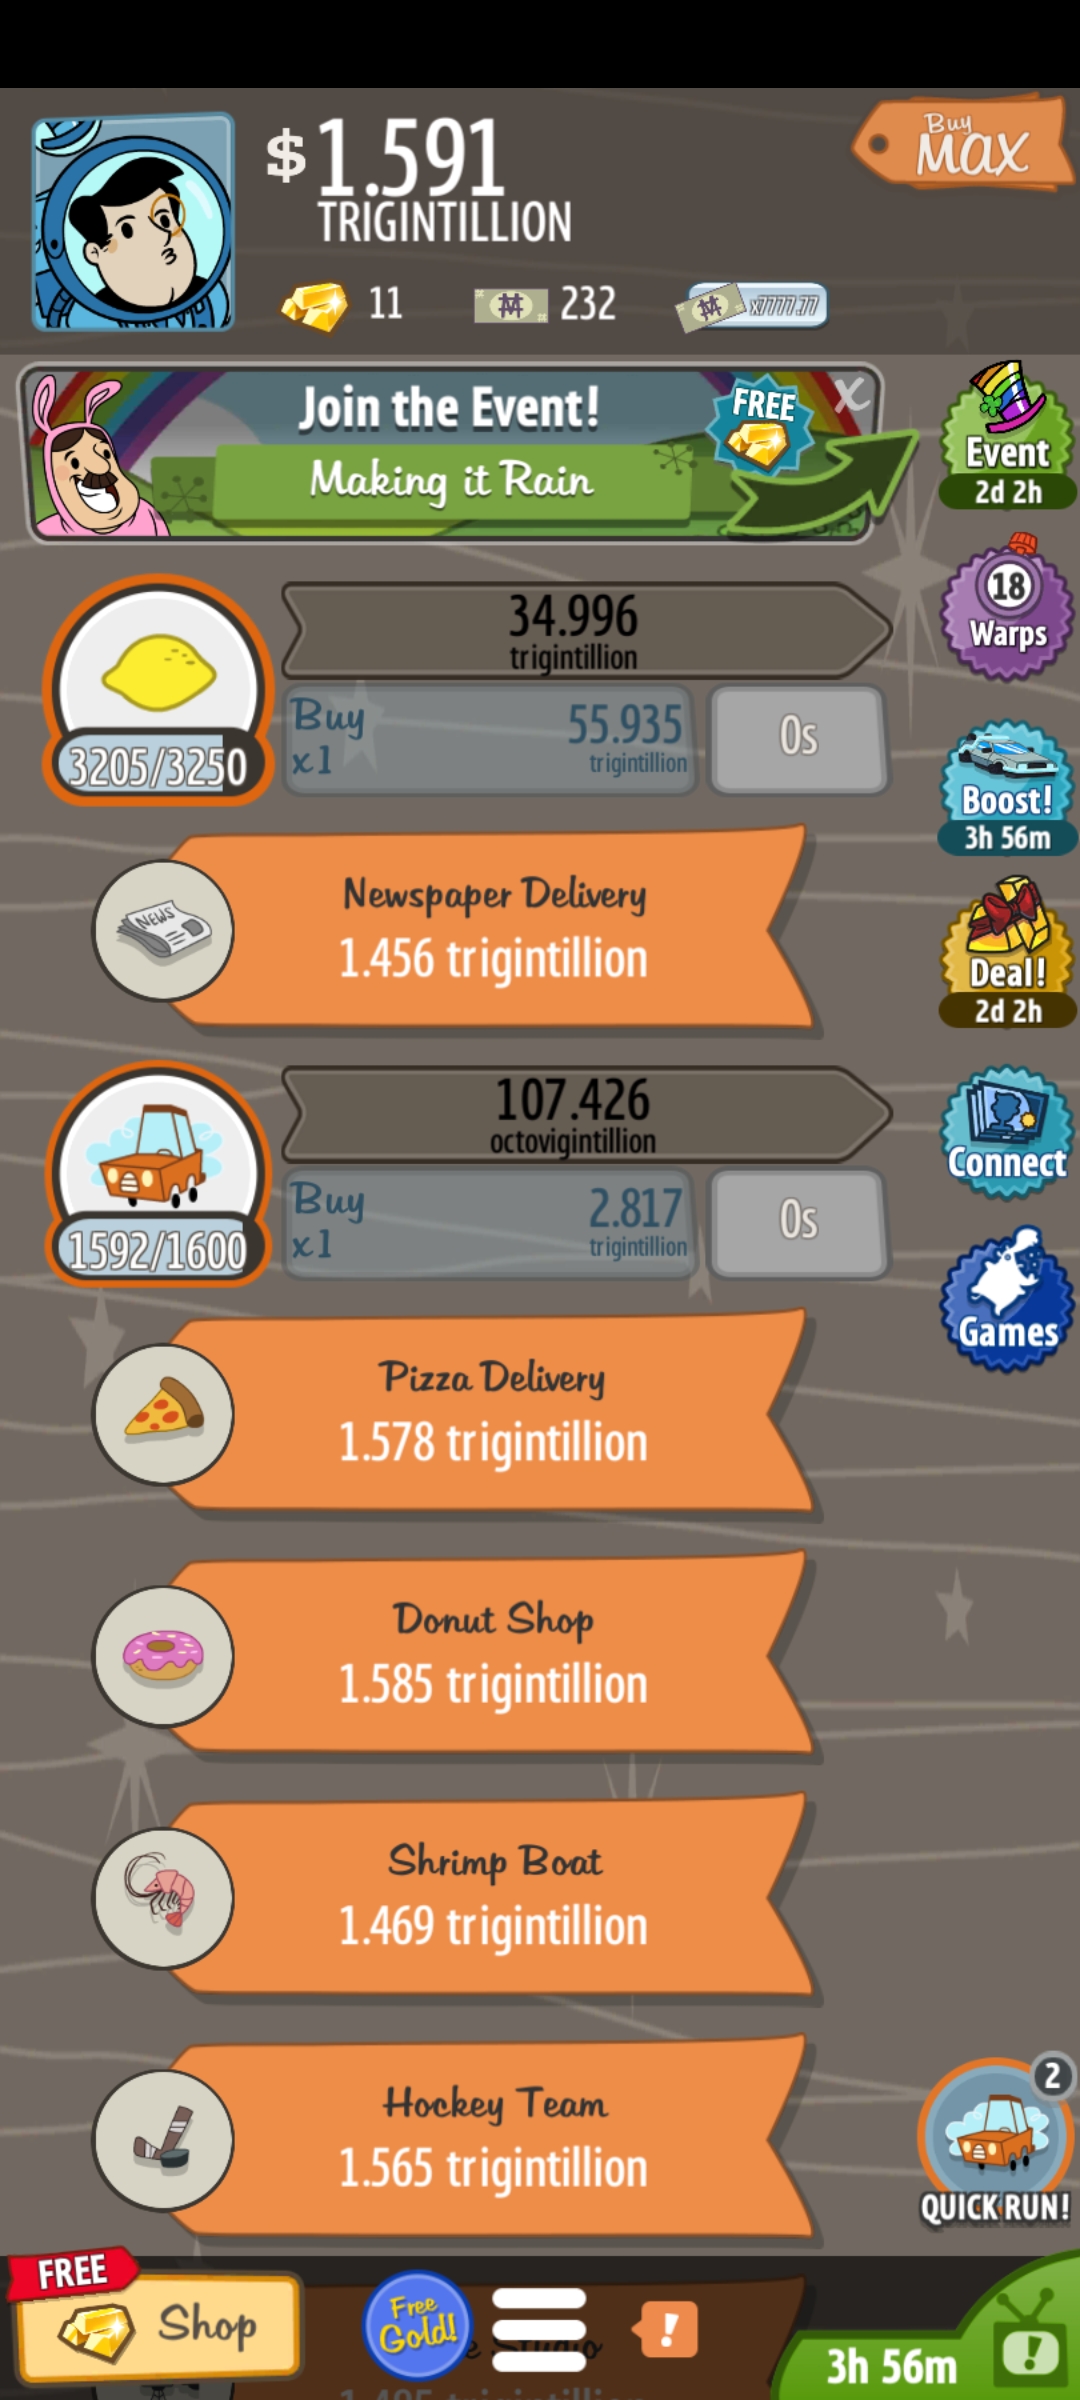 $1.591
TRIGINTILLION
Buy
MAX
11
232
x7777.77
Join the Event!
Making it Rain
FREE
X
Event
2d 2h
34.996
trigintillion
18
Warps
Buy
x1
55.935
trigintillion
0s
3205/3250
Boost!
3h 56m
NEWS
Newspaper Delivery
1.456 trigintillion
Deal!
2d 2h
107.426
octovigintillion
Connect
Buy
x1
2.817
trigintillion
0s
1592/1600
Games
Pizza Delivery
1.578 trigintillion
Donut Shop
1.585 trigintillion
Shrimp Boat
1.469 trigintillion
Hockey Team
1.565 trigintillion
2
QUICK RUN!
FREE
Shop
Free
Gold!
!
3h 56m
!